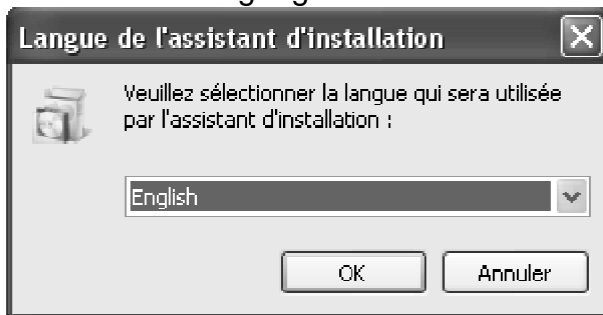 Langue de l'assistant d'installation
Veuillez sélectionner la langue qui sera utilisée
par l'assistant d'installation :
English
OK
Annuler